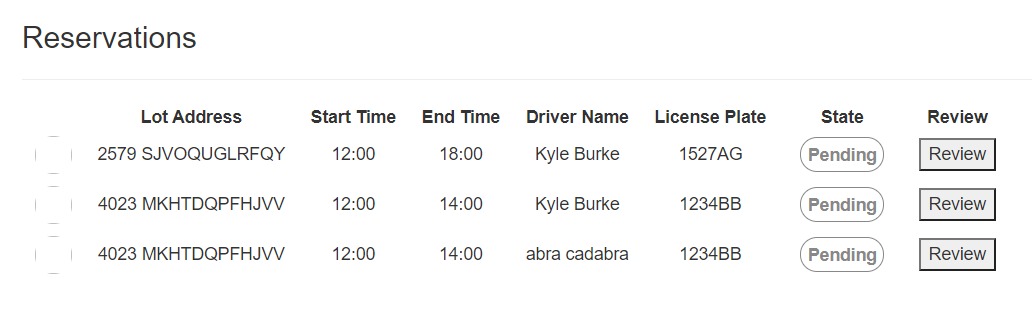 Reservations
Lot Address Start Time End Time Driver Name License Plate State Review
2579 SJVOQUGLRFQY 12:00 18:00 Kyle Burke 1527AG Pending Review
4023 MKHTDQPFHJVV 12:00 14:00 Kyle Burke 1234BB Pending Review
4023 MKHTDQPFHJVV 12:00 14:00 abra cadabra 1234BB Pending Review